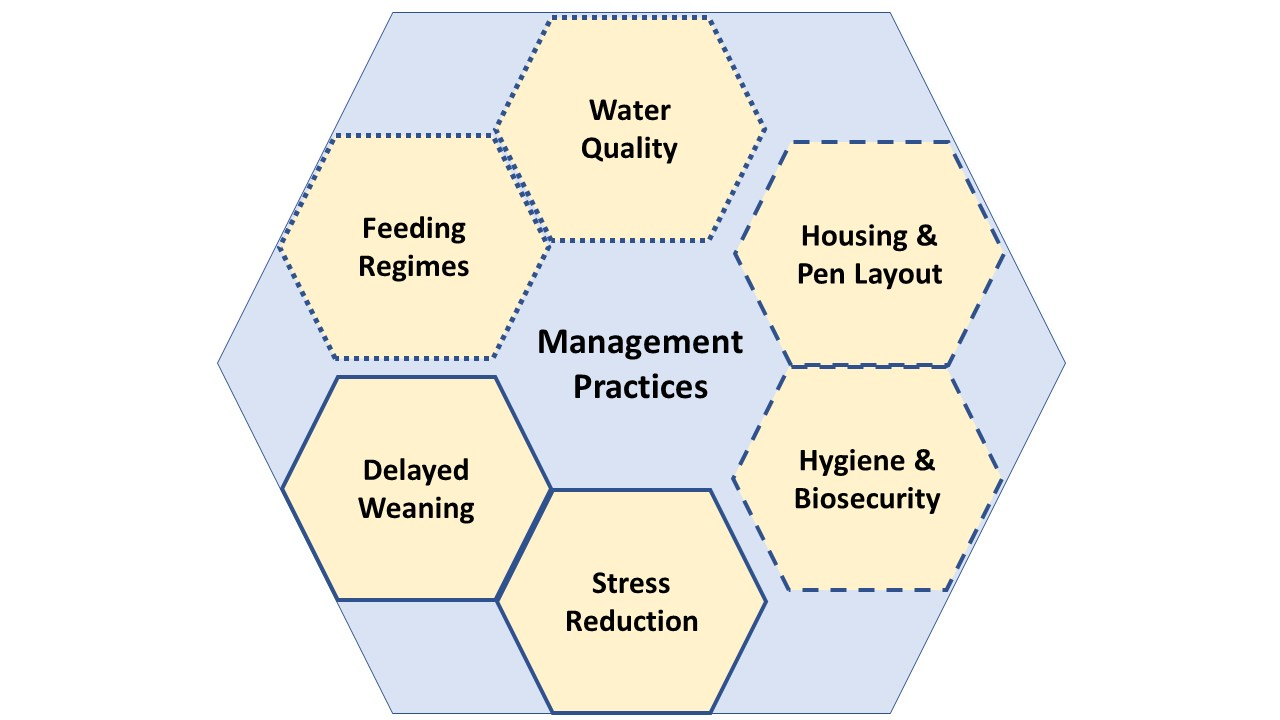 Water
Quality
Feeding
Regimes
Housing &
Pen Layout
Management
Practices
Delayed
Weaning
Hygiene &
Biosecurity
Stress
Reduction